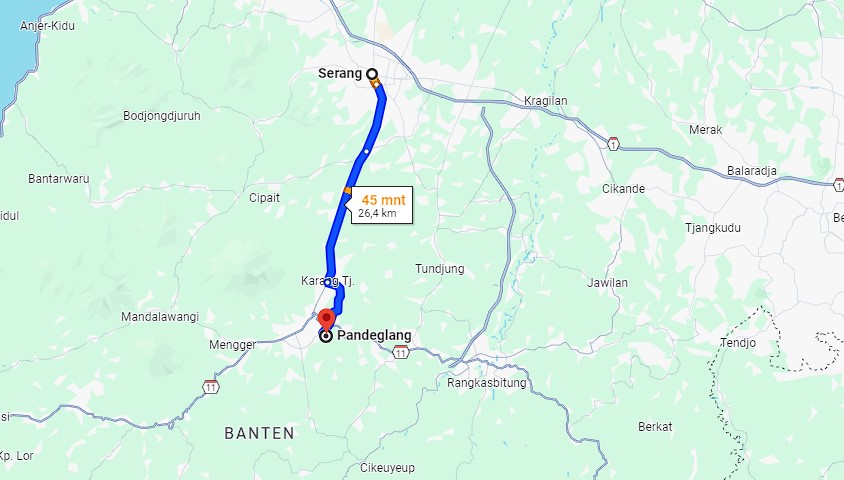 Anjer-Kidu
Serang
Kragilan
Bodjongdjuruh
Merak
1
Balaradja
Bantarwaru
1
Cikande
Cipait
45 mnt
26,4 km
idul
Be
Tjangkudu
Tundjung
Karang Tj.
Jawilan
Mandalawangi
Pandeglang
Mengger
Tendjo
11
Rangkasbitung
11
si
Berkat
BANTEN
Kp. Lor
Cikeuyeup